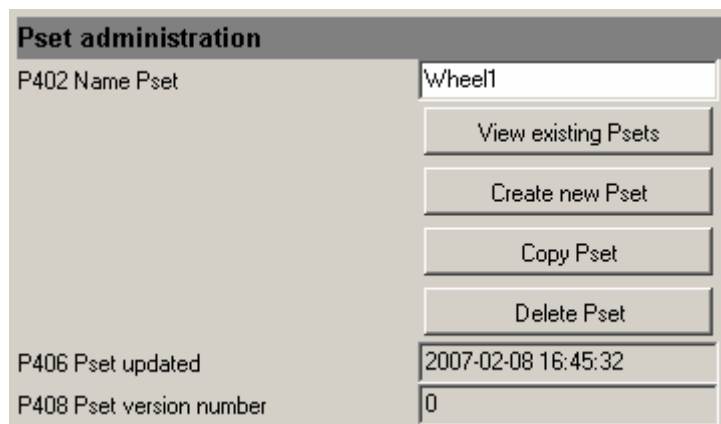 Pset administration
P402 Name Pset Wheel1
View existing Psets
Create new Pset
Copy Pset
Delete Pset
P406 Pset updated 2007-02-08 16:45:32
P408 Pset version number 0